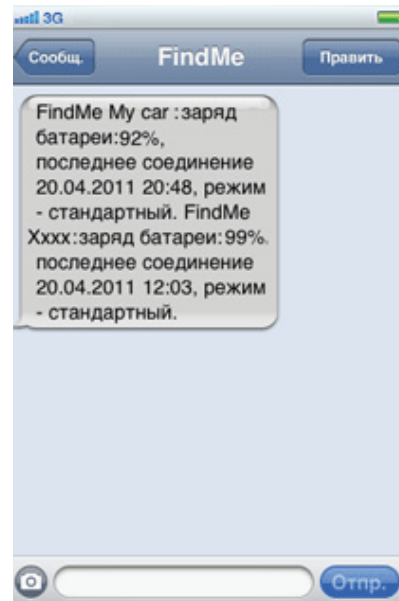 3G
Сообщ.
FindMe
Править
FindMe My car :заряд
батареи:92%,
последнее соединение
20.04.2011 20:48, режим
- стандартный. FindMe
Xxxx:заряд батареи:99%.
последнее соединение
20.04.2011 12:03, режим
- стандартный.
Отпр.